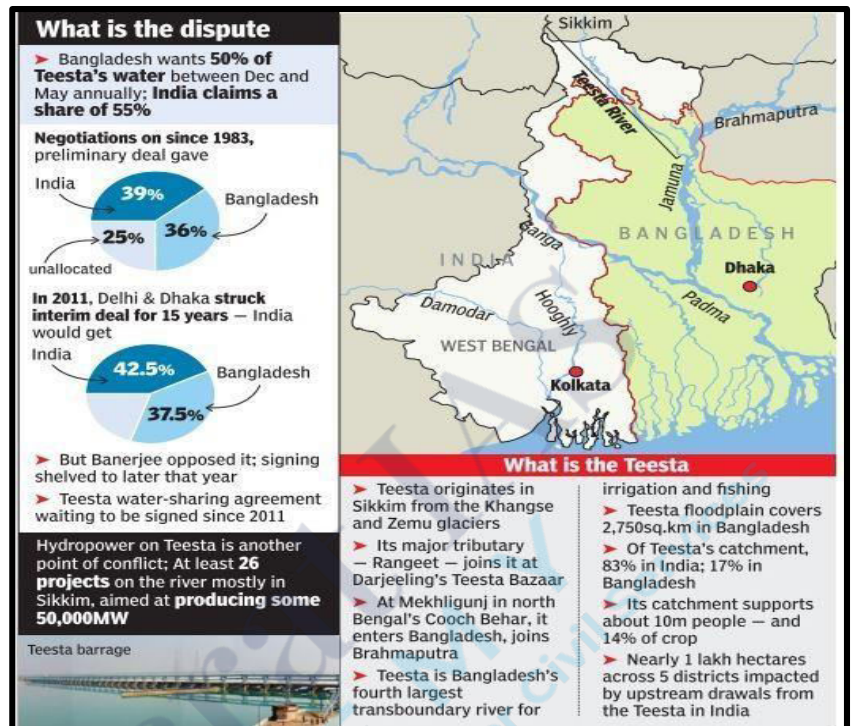 What is the dispute
➤ Bangladesh wants 50% of
Teesta's water between Dec and
May annually; India claims a
share of 55%
Negotiations on since 1983,
preliminary deal gave
India
39%
Bangladesh
36%
25%
unallocated
In 2011, Delhi & Dhaka struck
interim deal for 15 years — India
would get
India
42.5%
Bangladesh
37.5%
➤ But Banerjee opposed it; signing
shelved to later that year
➤ Teesta water-sharing agreement
waiting to be signed since 2011
Hydropower on Teesta is another
point of conflict; At least 26
projects on the river mostly in
Sikkim, aimed at producing some
50,000MW
Teesta barrage
Sikkim
Teesta River
Brahmaputra
Jamuna
Ganga
BANGLADESH
INDIA
Dhaka
Damodar
Hooghly
Padma
WEST BENGAL
Kolkata
What is the Teesta
➤ Teesta originates in
Sikkim from the Khangse
and Zemu glaciers
➤ Its major tributary
— Rangeet — joins it at
Darjeeling's Teesta Bazaar
➤ At Mekhligunj in north
Bengal's Cooch Behar, it
enters Bangladesh, joins
Brahmaputra
➤ Teesta is Bangladesh's
fourth largest
transboundary river for
irrigation and fishing
➤ Teesta floodplain covers
2,750sq.km in Bangladesh
➤ Of Teesta's catchment,
83% in India; 17% in
Bangladesh
➤ Its catchment supports
about 10m people — and
14% of crop
➤ Nearly 1 lakh hectares
across 5 districts impacted
by upstream drawals from
the Teesta in India
IAS